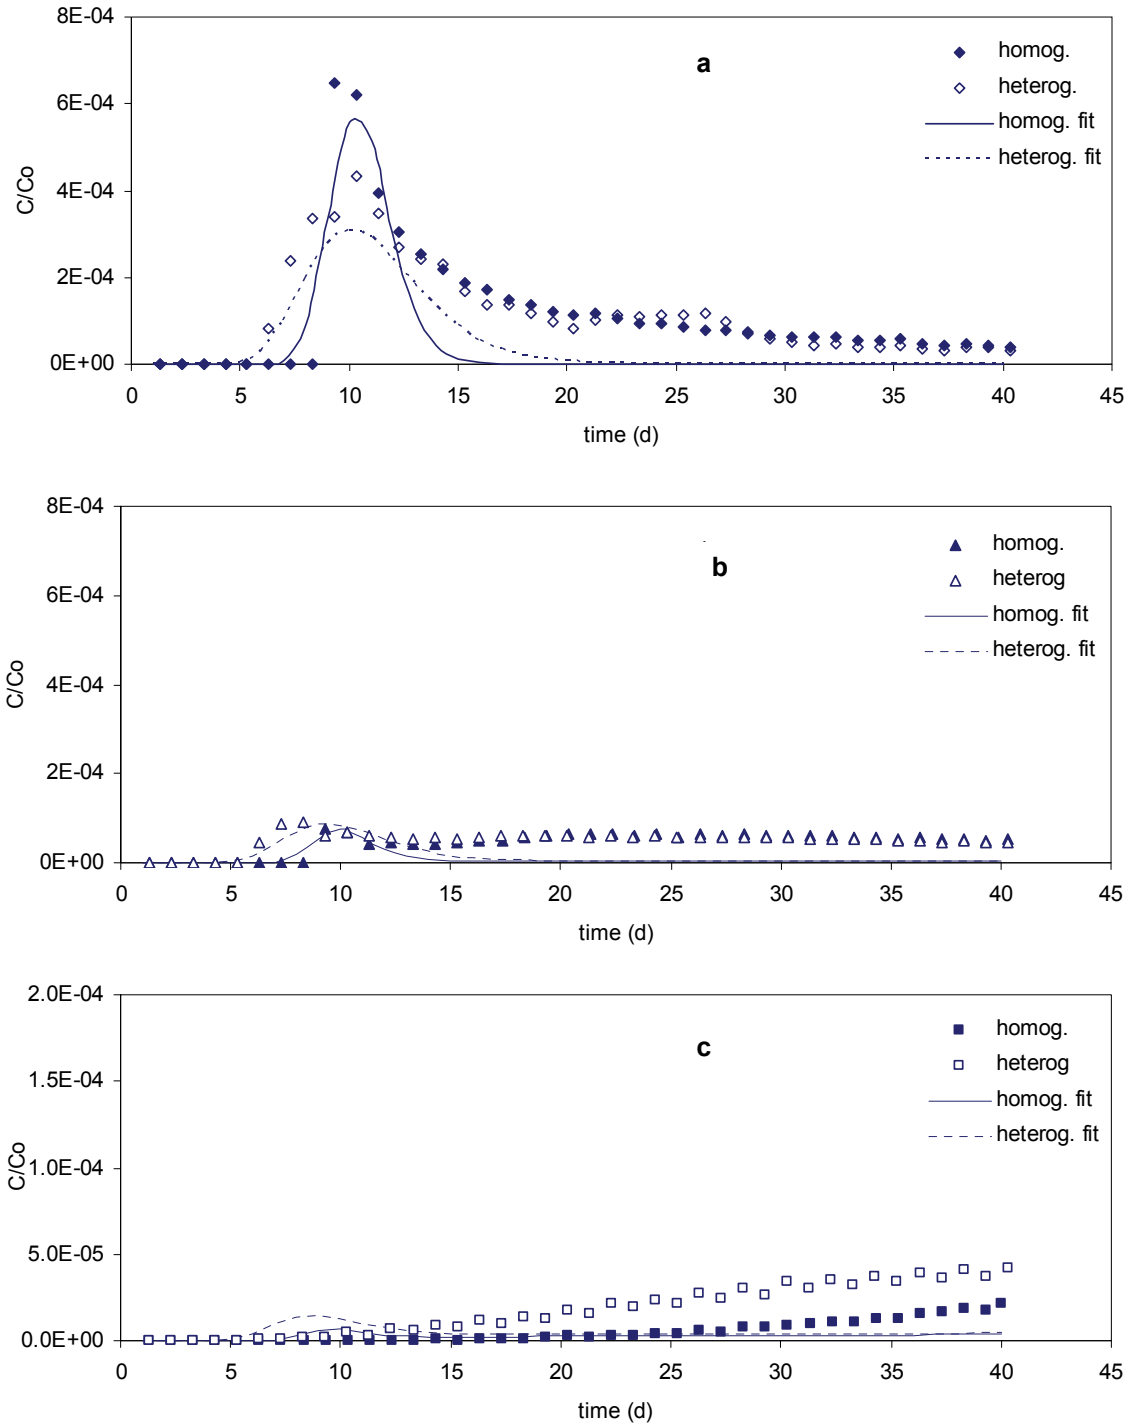 8E-04
a
homog.
heterog.
6E-04
homog. fit
heterog. fit
C/Co
4E-04
2E-04
0E+00
0 5 10 15 20 25 30 35 40 45
time (d)
8E-04
b
homog.
heterog
6E-04
homog. fit
heterog. fit
C/Co
4E-04
2E-04
0E+00
0 5 10 15 20 25 30 35 40 45
time (d)
2.0E-04
c
homog.
heterog
1.5E-04
homog. fit
heterog. fit
C/Co
1.0E-04
5.0E-05
0.0E+00
0 5 10 15 20 25 30 35 40 45
time (d)